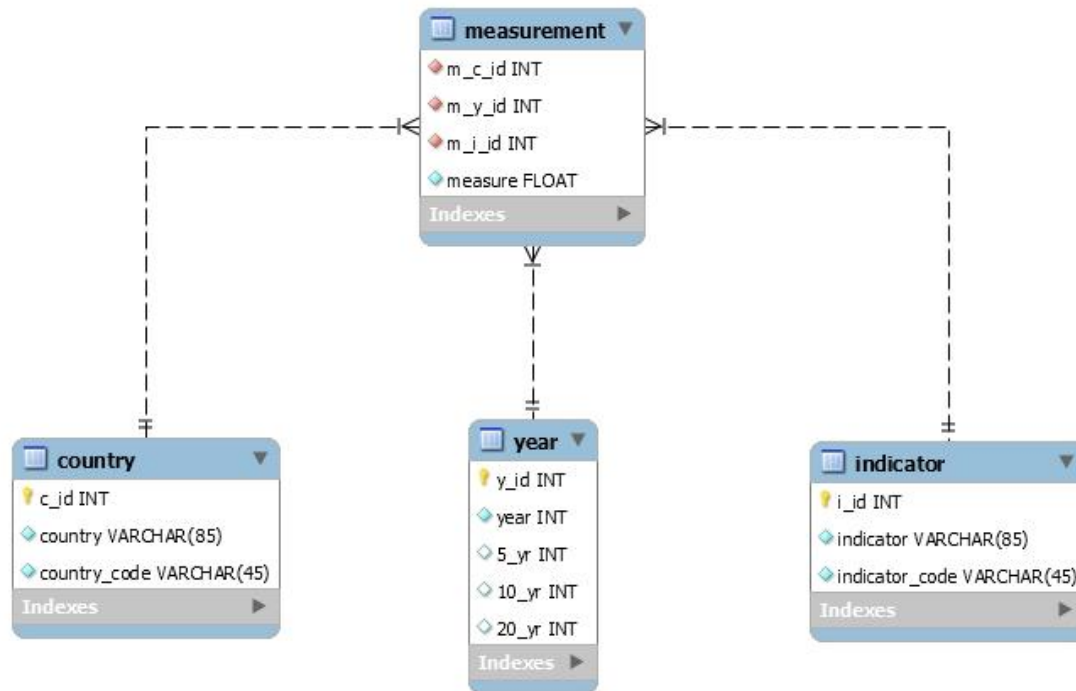 measurement
m_c_id INT
m_y_id INT
m_i_id INT
measure FLOAT
Indexes
country
c_id INT
country VARCHAR(85)
country_code VARCHAR(45)
Indexes
year
y_id INT
year INT
5_yr INT
10_yr INT
20_yr INT
Indexes
indicator
i_id INT
indicator VARCHAR(85)
indicator_code VARCHAR(45)
Indexes